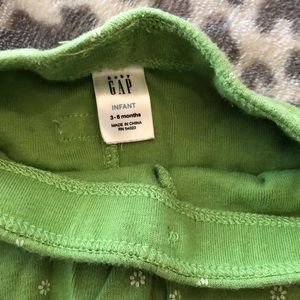 baby
GAP
INFANT
3-6 months
MADE IN CHINA
RN 54023